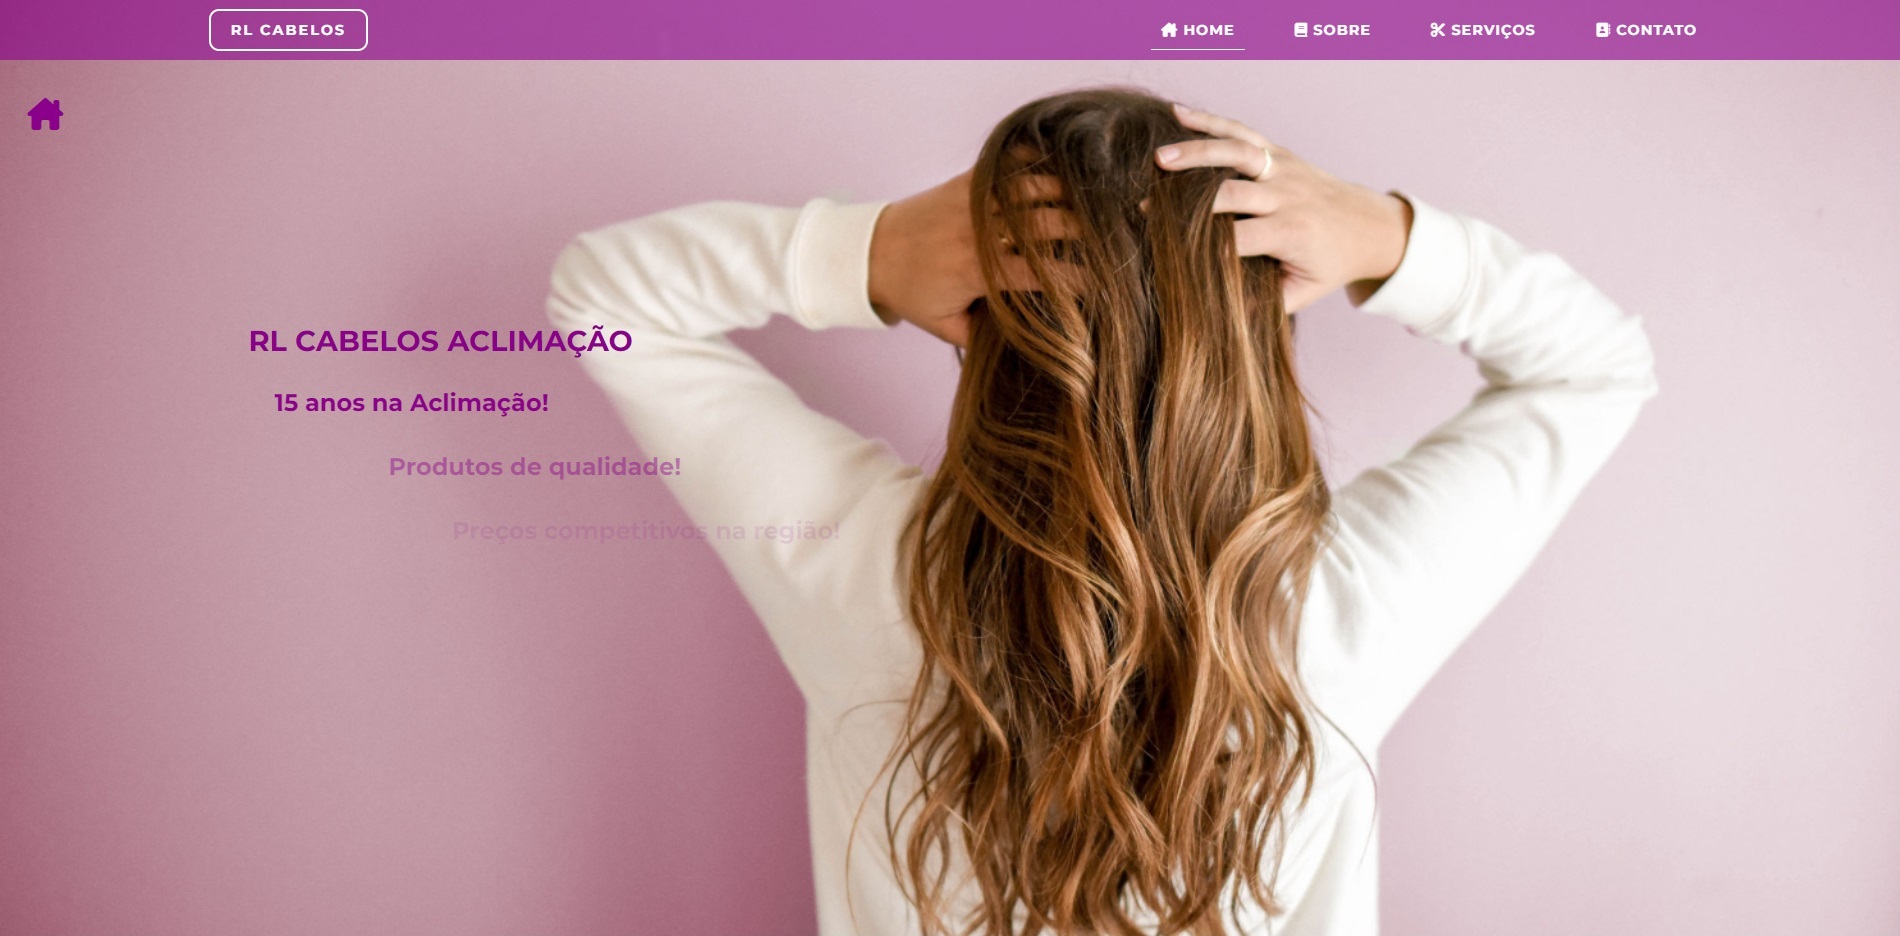 RL CABELOS
HOME SOBRE SERVIÇOS CONTATO
RL CABELOS ACLIMAÇÃO
15 anos na Aclimação!
Produtos de qualidade!
Preços competitivos na região!